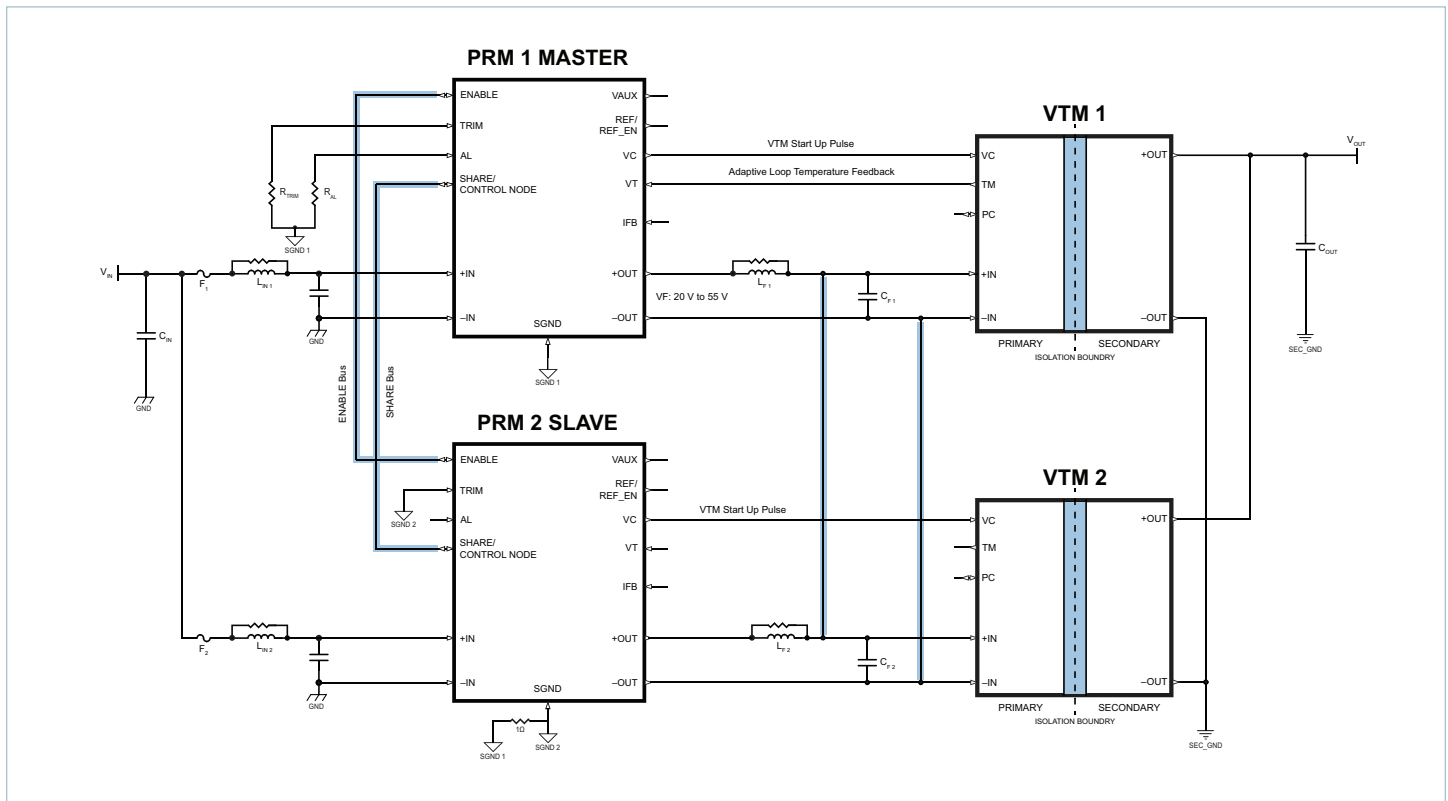 PRM 1 MASTER
ENABLE
TRIM
AL
SHARE/
CONTROL NODE
+IN
–IN
SGND
VAUX
REF/
REF_EN
VC
VT
IFB
+OUT
–OUT
SGND 1
R_TRIM
R_AL
SGND 1
V_IN
F_1
L_IN 1
C_IN
GND
GND
ENABLE Bus
SHARE Bus
VTM Start Up Pulse
Adaptive Loop Temperature Feedback
L_F 1
VF: 20 V to 55 V
C_F 1
VTM 1
VC
TM
PC
+IN
–IN
+OUT
–OUT
PRIMARY
SECONDARY
ISOLATION BOUNDRY
V_OUT
C_OUT
SEC_GND
PRM 2 SLAVE
ENABLE
TRIM
AL
SHARE/
CONTROL NODE
+IN
–IN
SGND
VAUX
REF/
REF_EN
VC
VT
IFB
+OUT
–OUT
SGND 2
F_2
L_IN 2
GND
1Ω
SGND 1
SGND 2
VTM Start Up Pulse
L_F 2
C_F 2
VTM 2
VC
TM
PC
+IN
–IN
+OUT
–OUT
PRIMARY
SECONDARY
ISOLATION BOUNDRY
SEC_GND